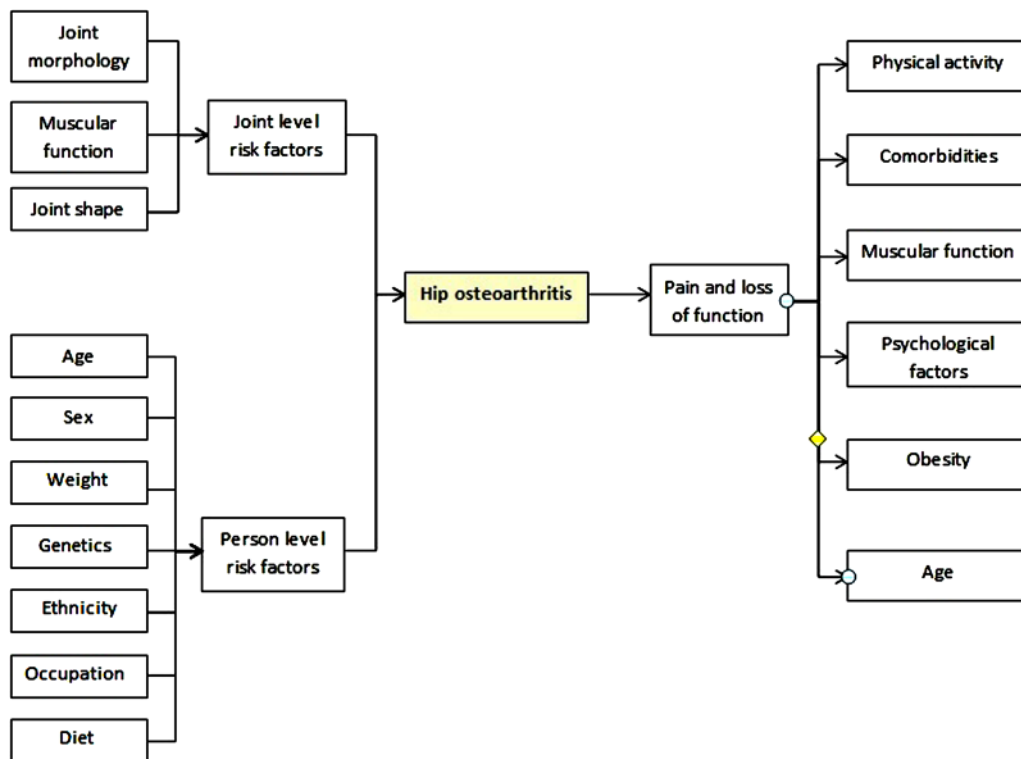 Joint
morphology
Muscular
function
Joint shape
Joint level
risk factors
Age
Sex
Weight
Genetics
Ethnicity
Occupation
Diet
Person level
risk factors
Hip osteoarthritis
Pain and loss
of function
Physical activity
Comorbidities
Muscular function
Psychological
factors
Obesity
Age